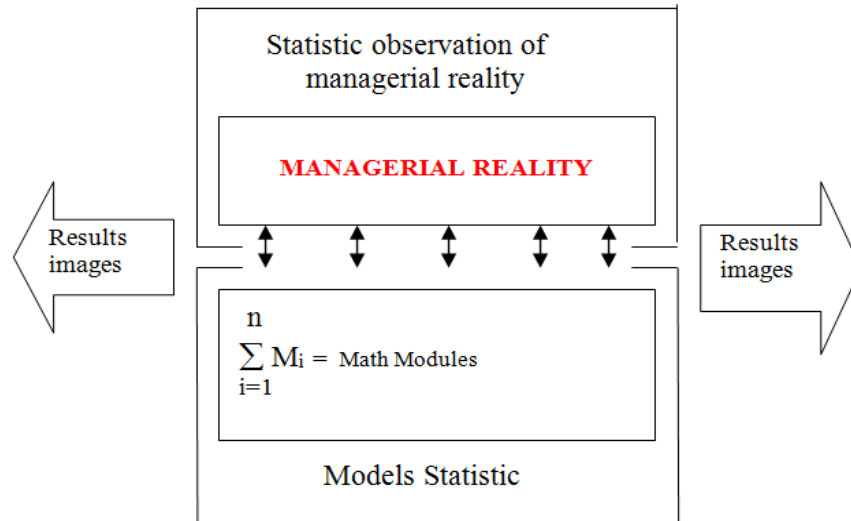 Statistic observation of
managerial reality
MANAGERIAL REALITY
Results
images
Results
images
n
∑ Mi = Math Modules
i=1
Models Statistic